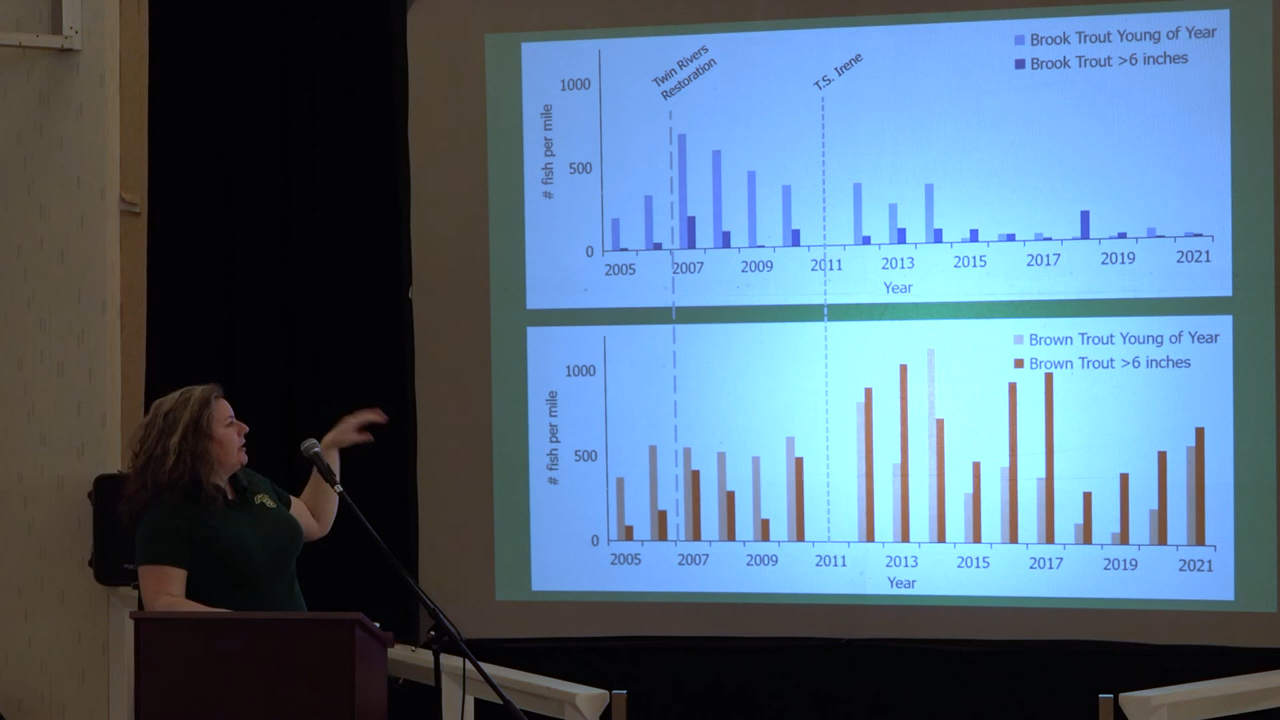 Twin Rivers
Restoration
T.S. Irene
Brook Trout Young of Year
Brook Trout >6 inches
# fish per mile
1000
500
0
2005 2007 2009 2011 2013 2015 2017 2019 2021
Year
Brown Trout Young of Year
Brown Trout >6 inches
# fish per mile
1000
500
0
2005 2007 2009 2011 2013 2015 2017 2019 2021
Year